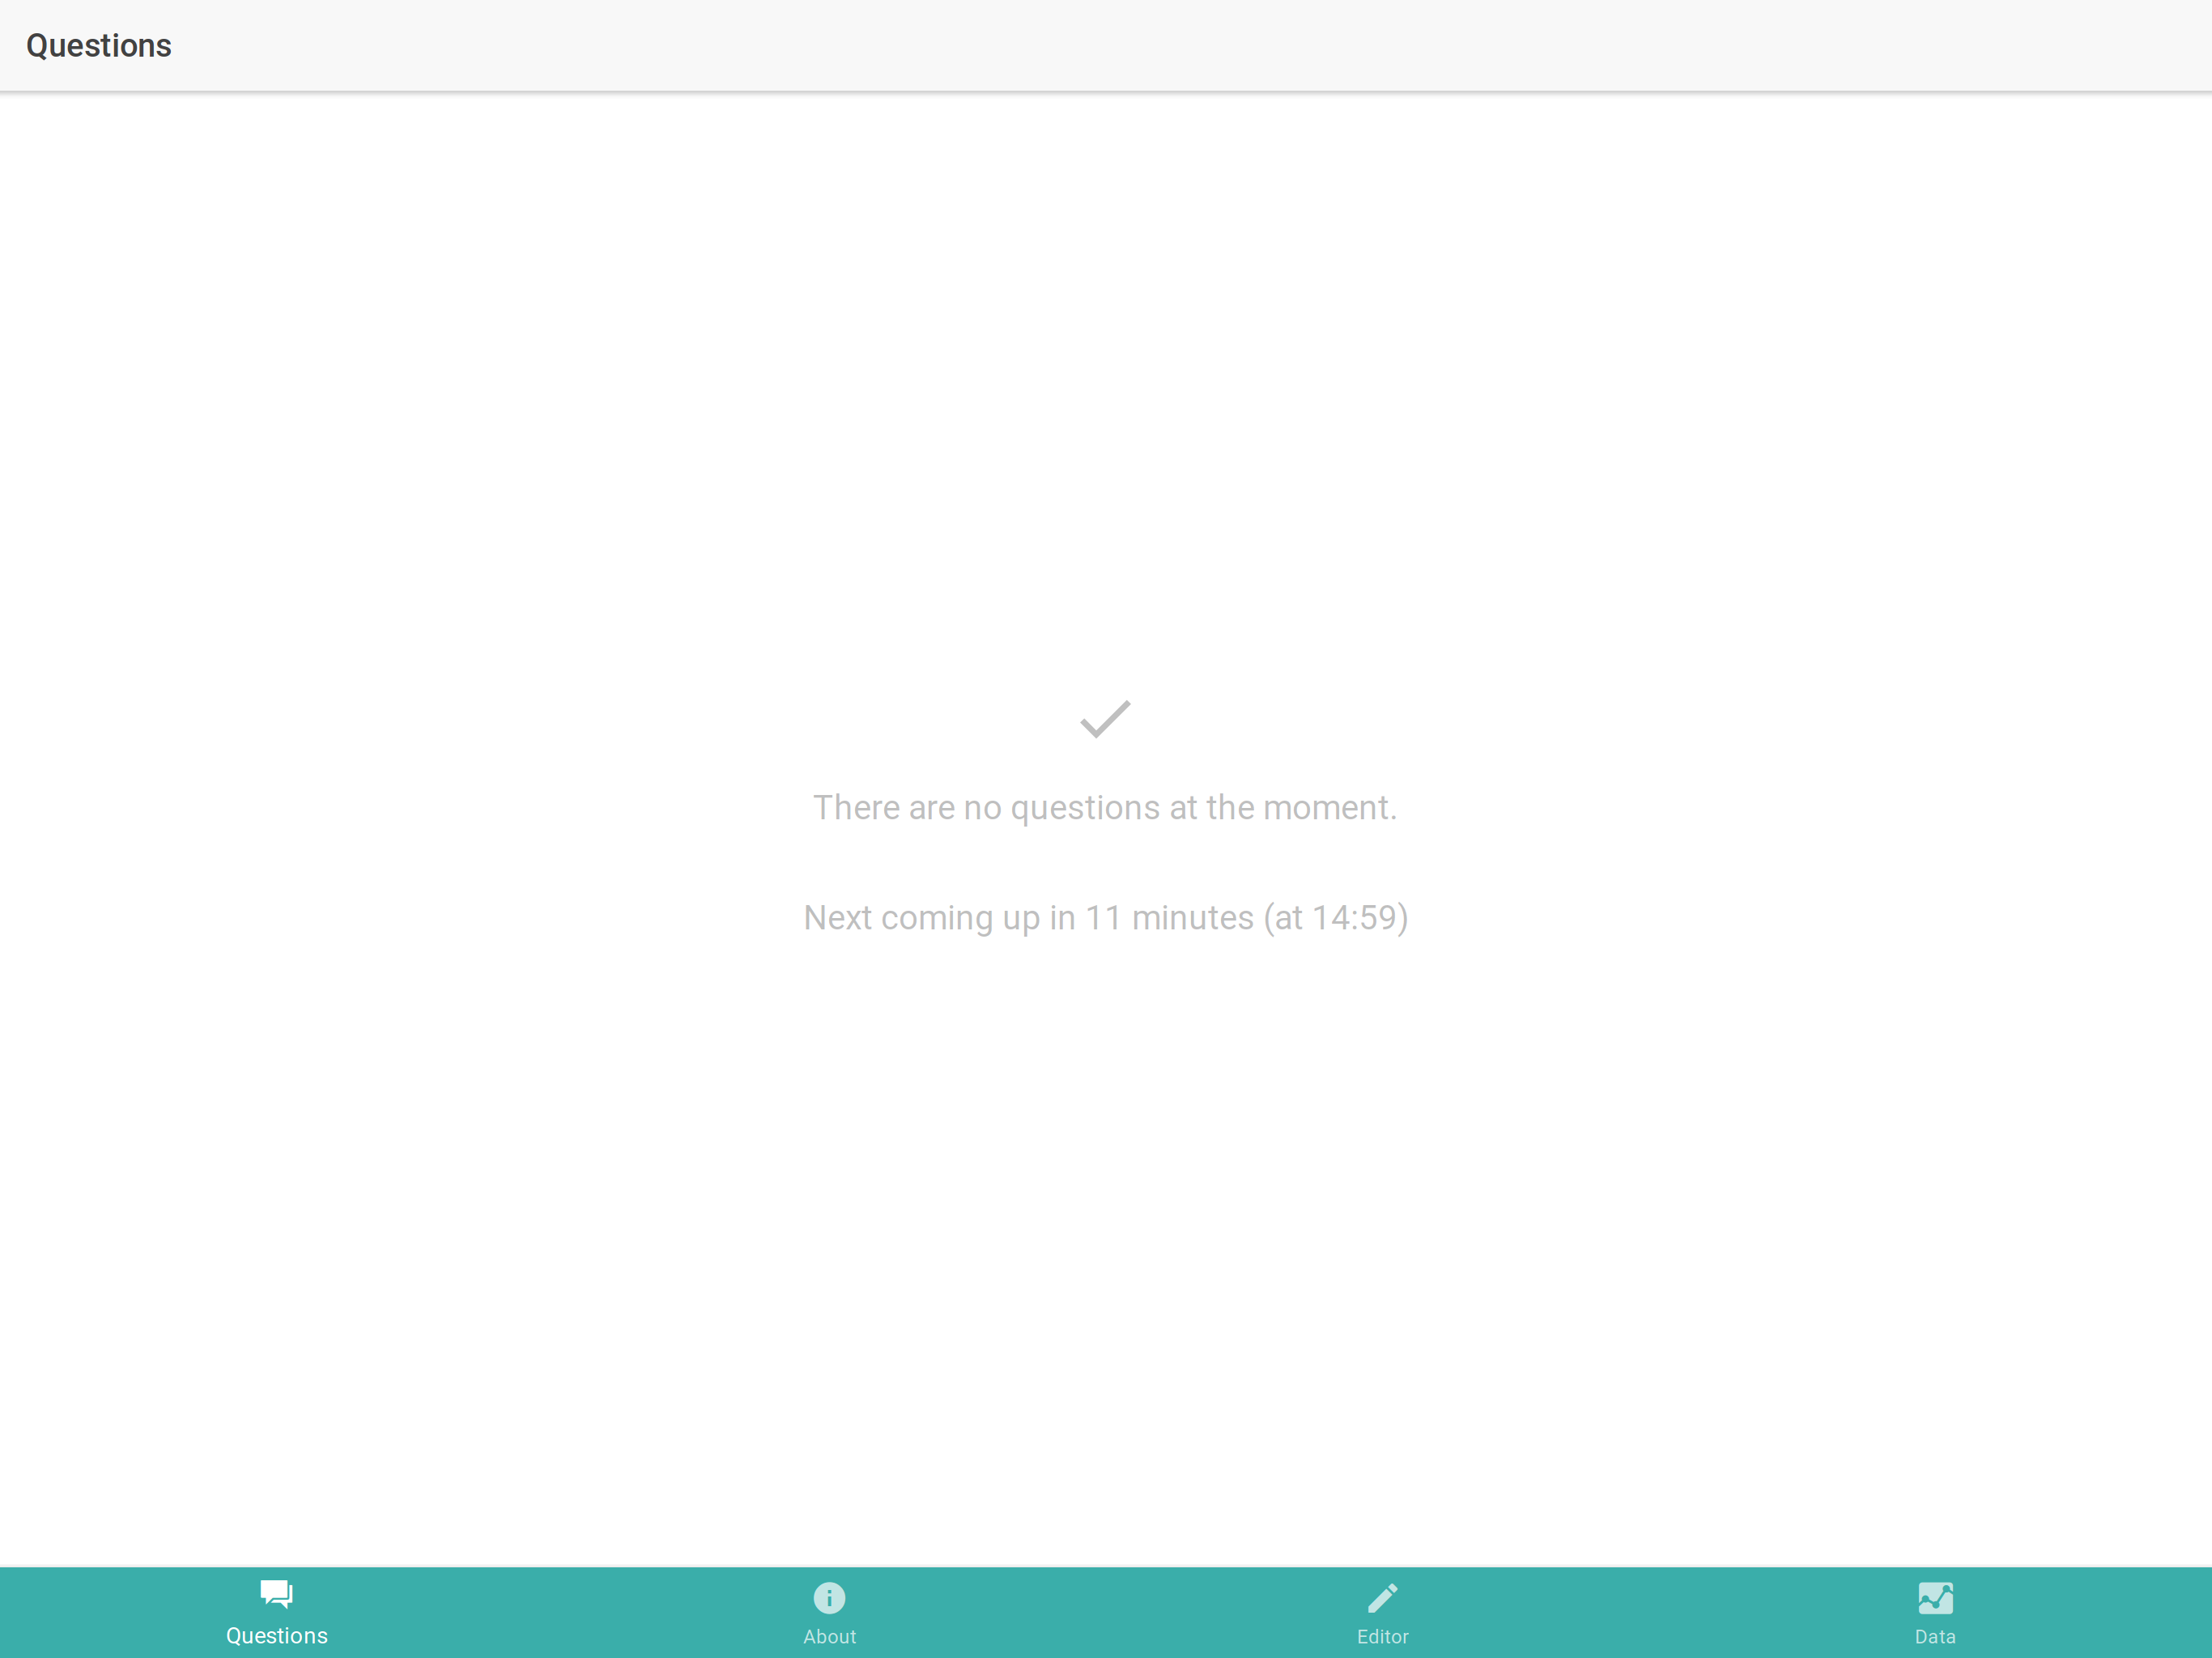 Questions
There are no questions at the moment.
Next coming up in 11 minutes (at 14:59)
Questions
About
Editor
Data